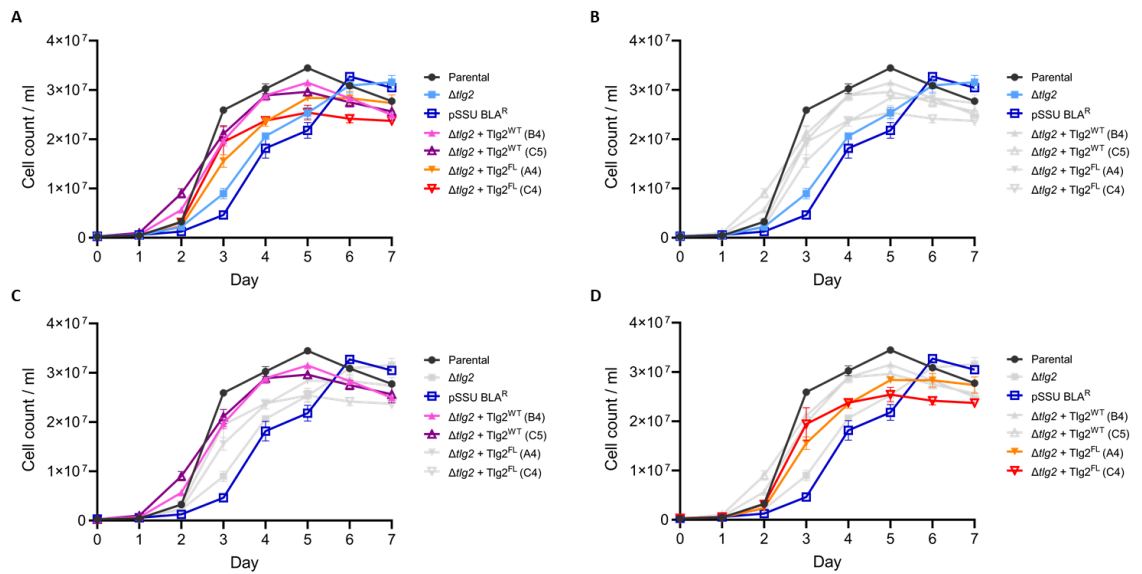 A
Cell count / ml
4×10⁷
3×10⁷
2×10⁷
1×10⁷
0
0 1 2 3 4 5 6 7
Day
Parental
Δtlg2
pSSU BLAᴿ
Δtlg2 + Tlg2ᵂᵀ (B4)
Δtlg2 + Tlg2ᵂᵀ (C5)
Δtlg2 + Tlg2ᶠᴸ (A4)
Δtlg2 + Tlg2ᶠᴸ (C4)
B
Cell count / ml
4×10⁷
3×10⁷
2×10⁷
1×10⁷
0
0 1 2 3 4 5 6 7
Day
Parental
Δtlg2
pSSU BLAᴿ
Δtlg2 + Tlg2ᵂᵀ (B4)
Δtlg2 + Tlg2ᵂᵀ (C5)
Δtlg2 + Tlg2ᶠᴸ (A4)
Δtlg2 + Tlg2ᶠᴸ (C4)
C
Cell count / ml
4×10⁷
3×10⁷
2×10⁷
1×10⁷
0
0 1 2 3 4 5 6 7
Day
Parental
Δtlg2
pSSU BLAᴿ
Δtlg2 + Tlg2ᵂᵀ (B4)
Δtlg2 + Tlg2ᵂᵀ (C5)
Δtlg2 + Tlg2ᶠᴸ (A4)
Δtlg2 + Tlg2ᶠᴸ (C4)
D
Cell count / ml
4×10⁷
3×10⁷
2×10⁷
1×10⁷
0
0 1 2 3 4 5 6 7
Day
Parental
Δtlg2
pSSU BLAᴿ
Δtlg2 + Tlg2ᵂᵀ (B4)
Δtlg2 + Tlg2ᵂᵀ (C5)
Δtlg2 + Tlg2ᶠᴸ (A4)
Δtlg2 + Tlg2ᶠᴸ (C4)